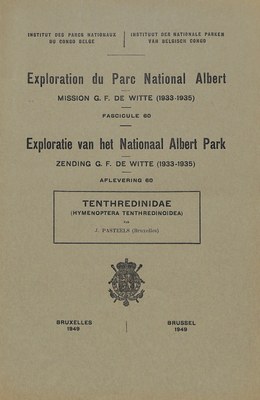 INSTITUT DES PARCS NATIONAUX
DU CONGO BELGE
INSTITUUT DER NATIONALE PARKEN
VAN BELGISCH CONGO
Exploration du Parc National Albert
MISSION G. F. DE WITTE (1933-1935)
FASCICULE 60
Exploratie van het Nationaal Albert Park
ZENDING G. F. DE WITTE (1933-1935)
AFLEVERING 60
TENTHREDINIDAE
(HYMENOPTERA TENTHREDINOIDEA)
PAR
J. PASTEELS (Bruxelles)
BRUXELLES
1949
BRUSSEL
1949